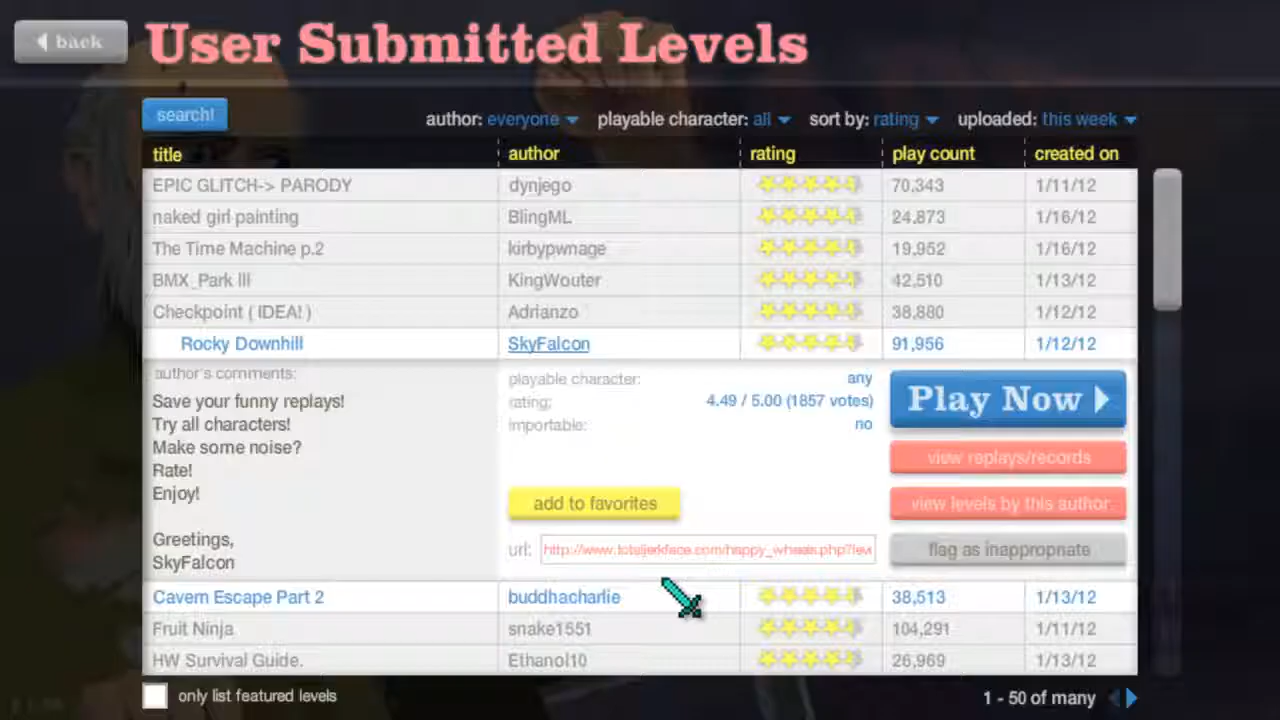 back
User Submitted Levels
search!
author: everyone playable character: all sort by: rating uploaded: this week
title author rating play count created on
EPIC GLITCH-> PARODY dynjego 70,343 1/11/12
naked girl painting BlingML 24,873 1/16/12
The Time Machine p.2 kirbypwnage 19,952 1/16/12
BMX_Park III KingWouter 42,510 1/13/12
Checkpoint ( IDEA! ) Adrianzo 38,880 1/12/12
Rocky Downhill SkyFalcon 91,956 1/12/12
author's comments:
Save your funny replays!
Try all characters!
Make some noise?
Rate!
Enjoy!
Greetings,
SkyFalcon
playable character: any
rating: 4.49 / 5.00 (1857 votes)
importable: no
add to favorites
url: http://www.totaljerkface.com/happy_wheels.php?lev
Play Now
view replays/records
view levels by this author
flag as inappropriate
Cavern Escape Part 2 buddhacharlie 38,513 1/13/12
Fruit Ninja snake1551 104,291 1/11/12
HW Survival Guide. Ethanol10 26,969 1/13/12
only list featured levels
1 - 50 of many